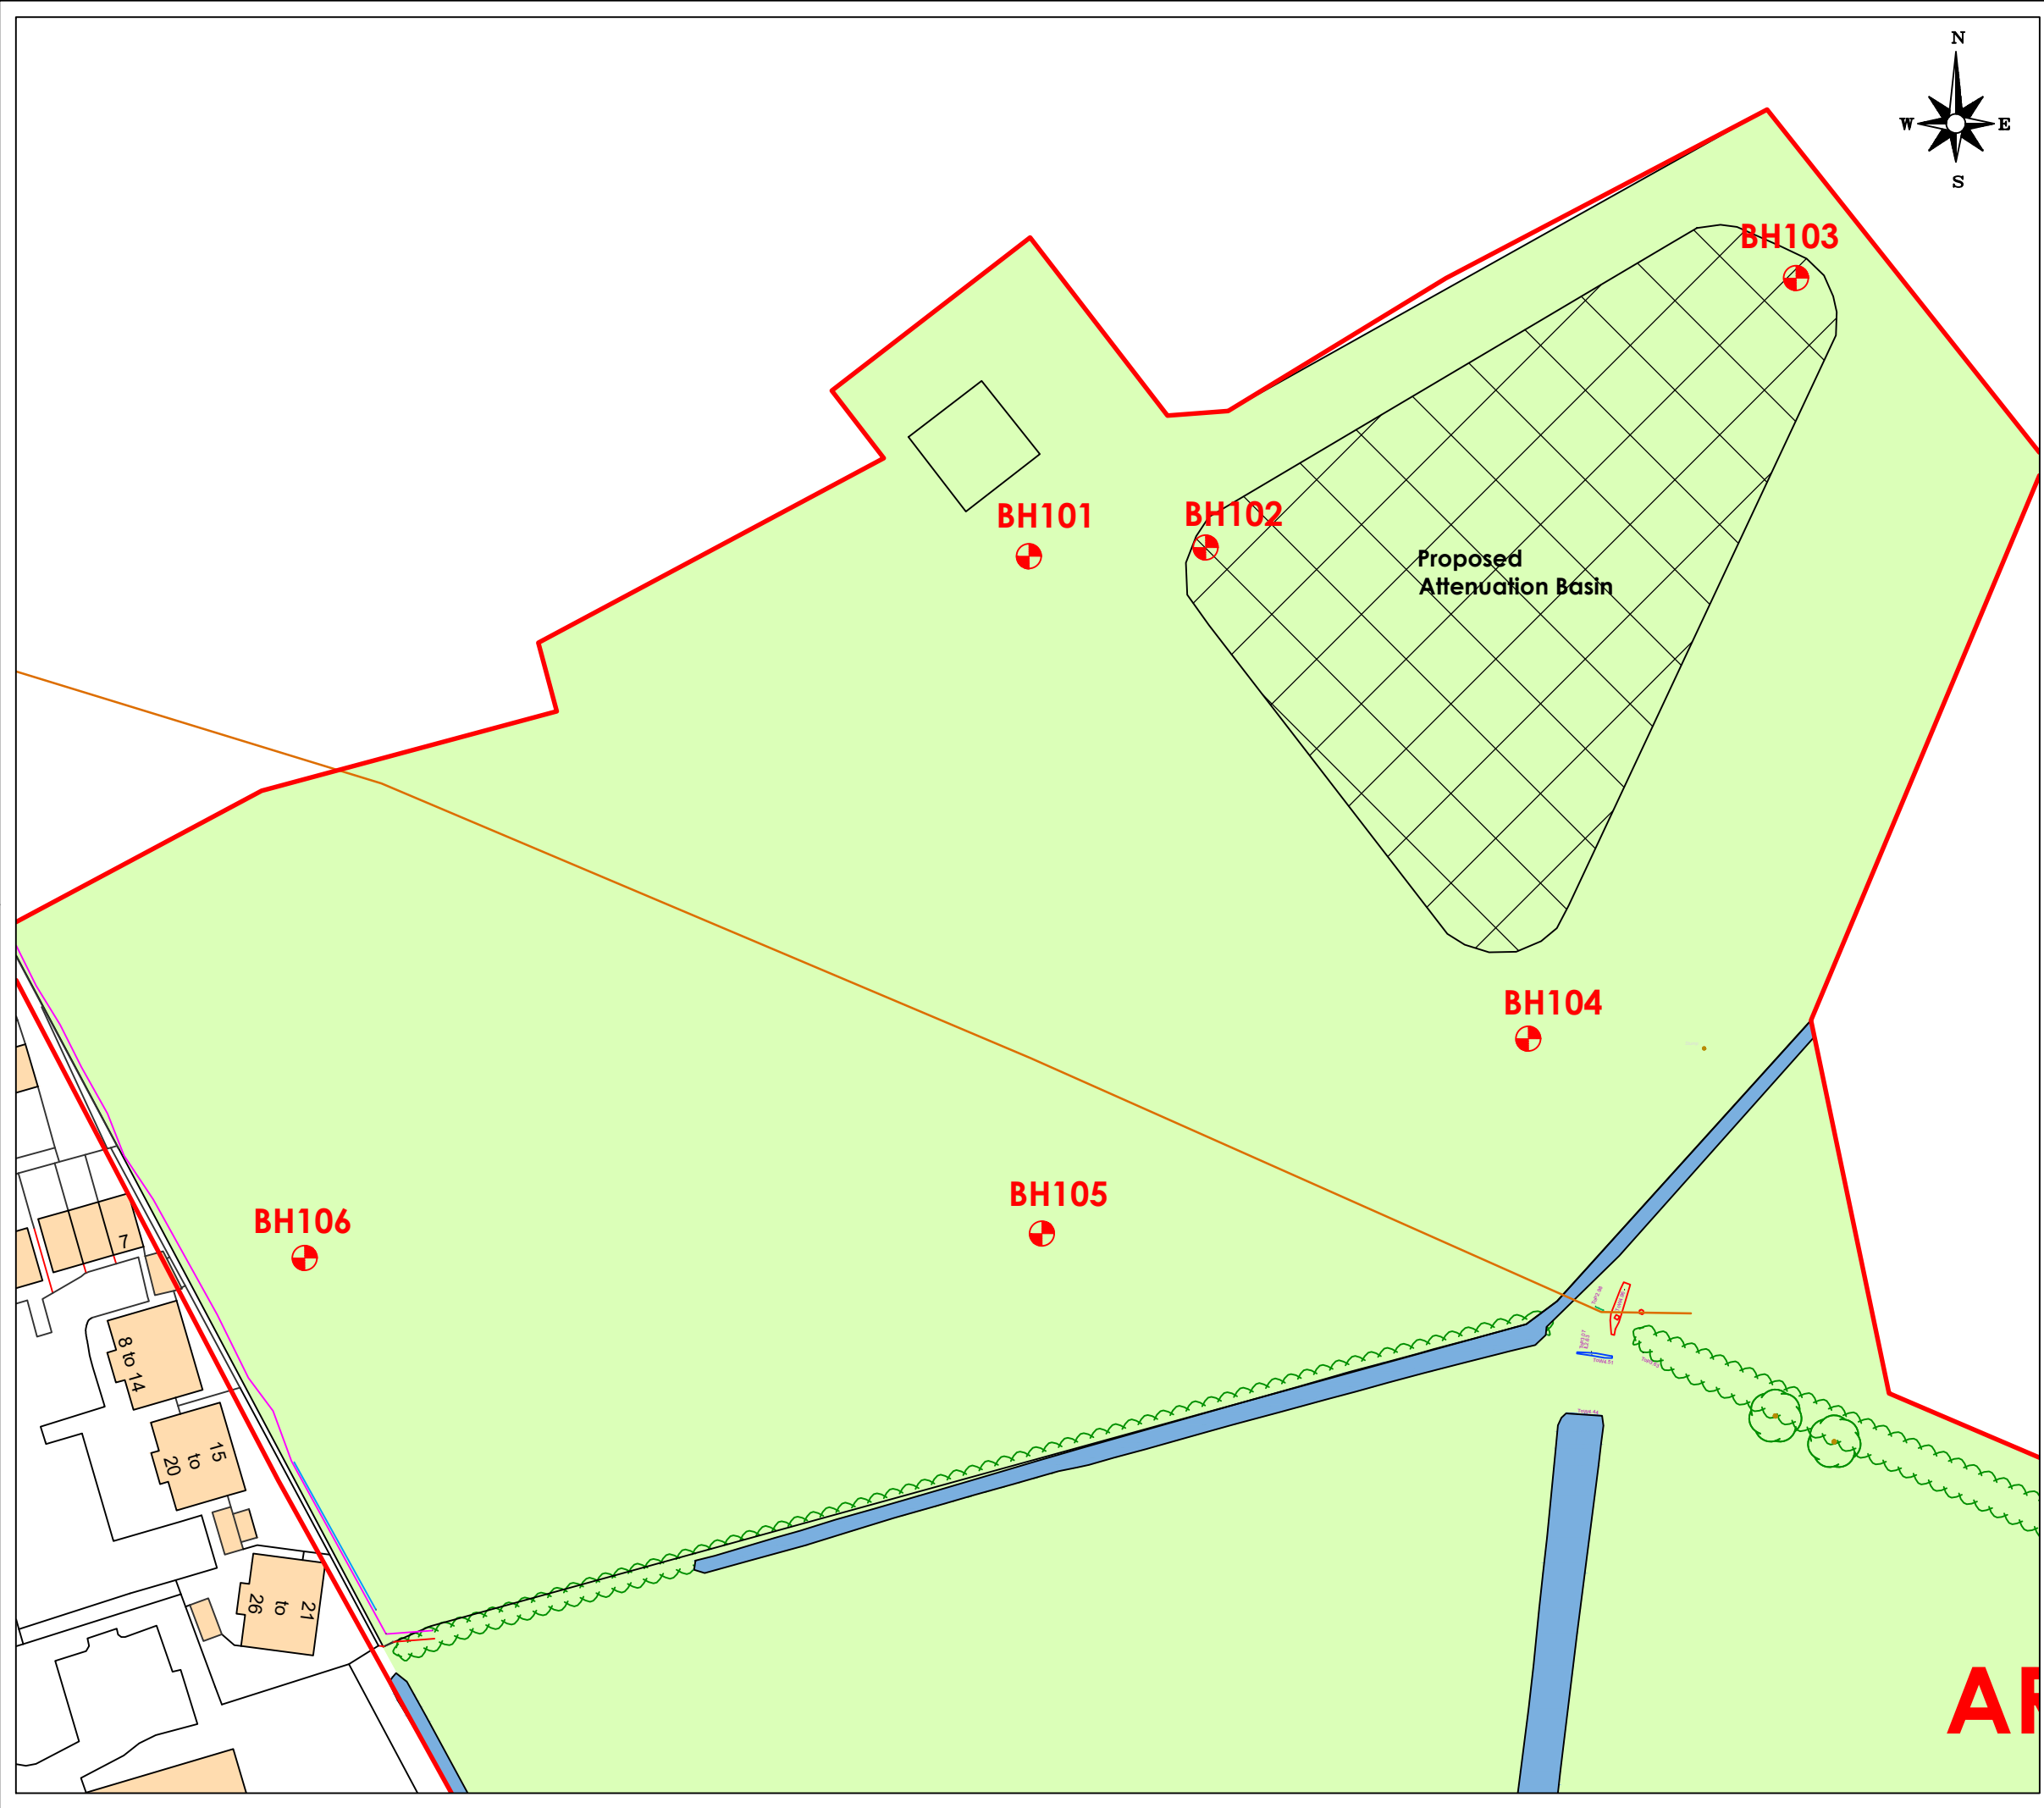 N
W E
S
BH103
BH101
BH102
Proposed
Attenuation Basin
BH104
BH105
BH106
7
8 to 14
15
to
20
21
to
26
AR